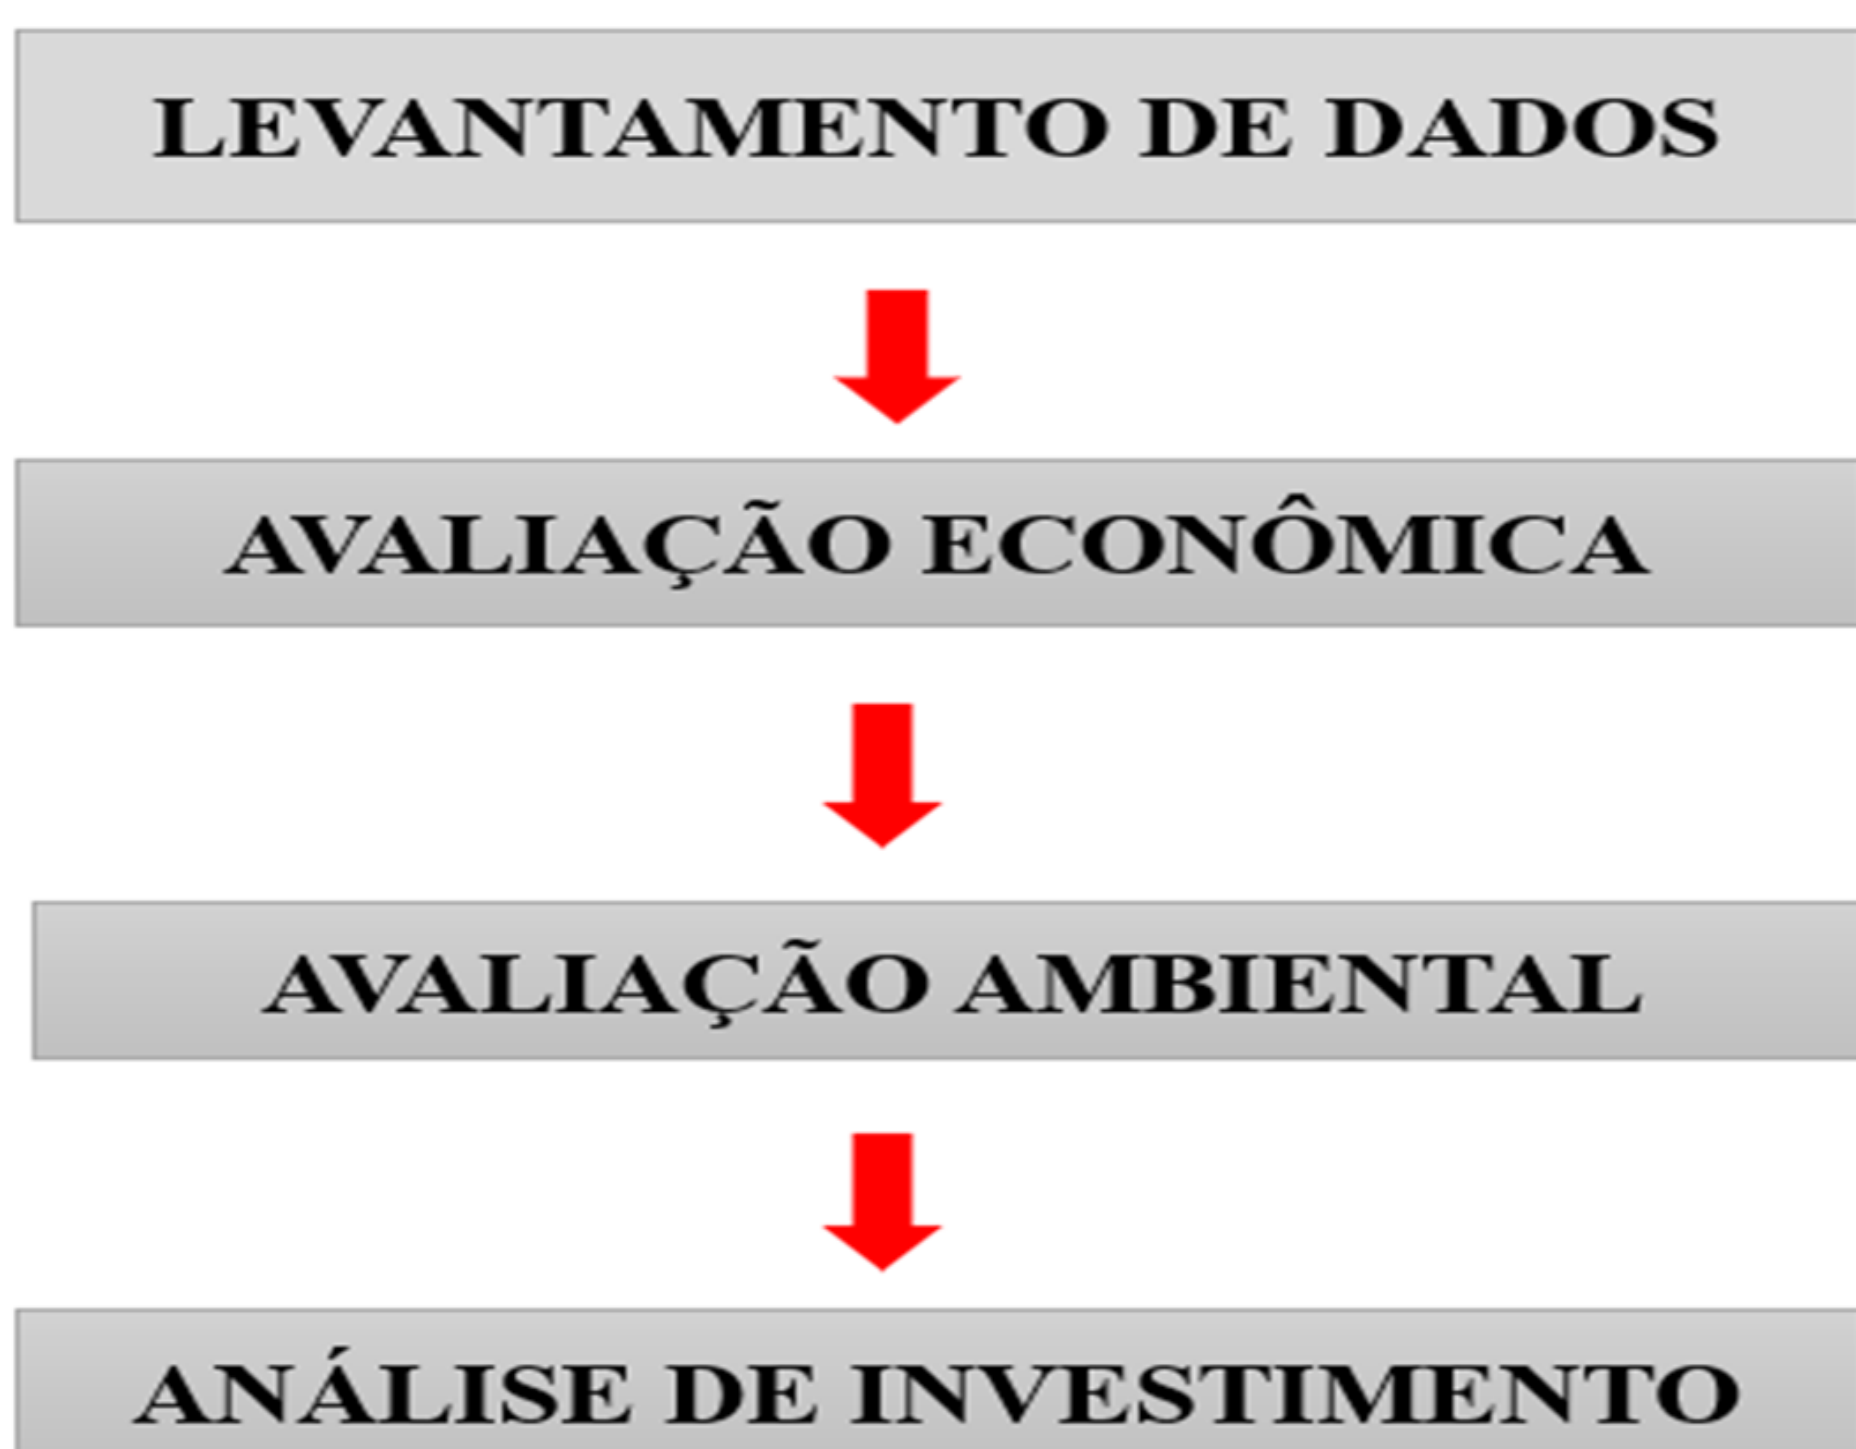 LEVANTAMENTO DE DADOS
AVALIAÇÃO ECONÔMICA
AVALIAÇÃO AMBIENTAL
ANÁLISE DE INVESTIMENTO